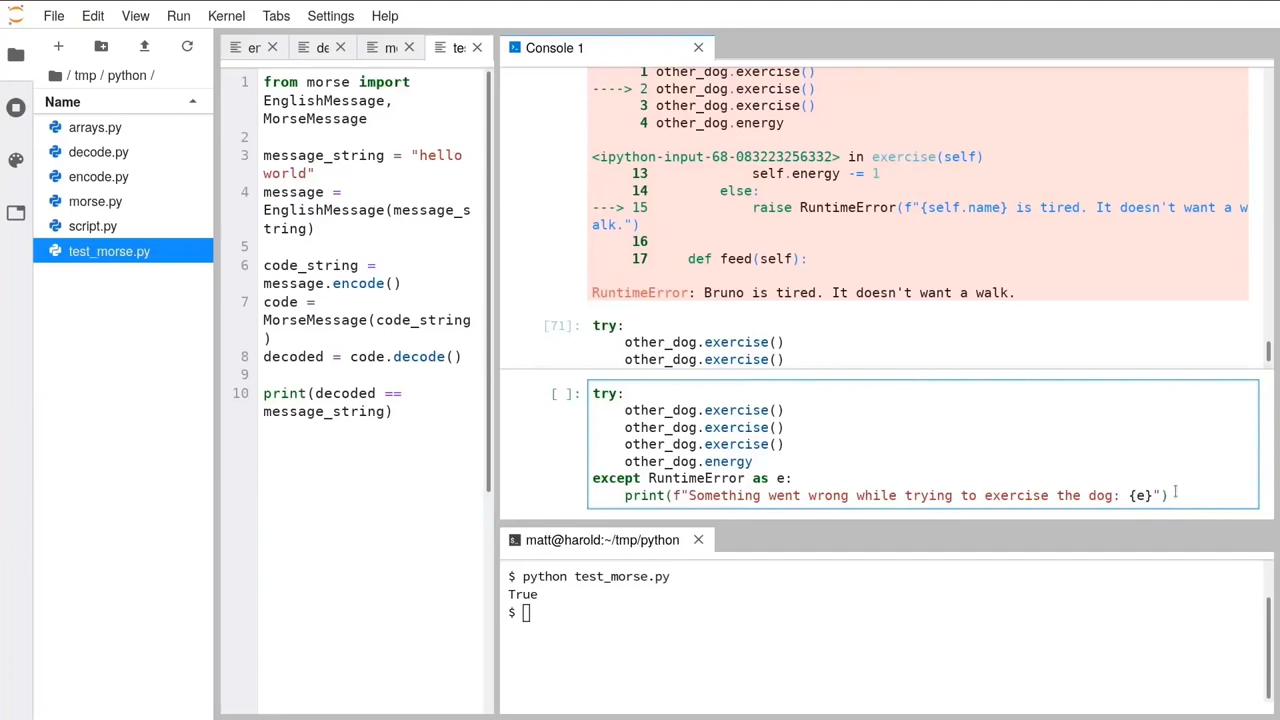 File Edit View Run Kernel Tabs Settings Help
/ tmp / python /
Name
arrays.py
decode.py
encode.py
morse.py
script.py
test_morse.py
er de m tes
1 from morse import
EnglishMessage,
MorseMessage
2
3 message_string = "hello
world"
4 message =
EnglishMessage(message_s
tring)
5
6 code_string =
message.encode()
7 code =
MorseMessage(code_string
)
8 decoded = code.decode()
9
10 print(decoded ==
message_string)
Console 1
1 other_dog.exercise()
----> 2 other_dog.exercise()
3 other_dog.exercise()
4 other_dog.energy
<ipython-input-68-083223256332> in exercise(self)
13 self.energy -= 1
14 else:
---> 15 raise RuntimeError(f"{self.name} is tired. It doesn't want a w
alk.")
16
17 def feed(self):
RuntimeError: Bruno is tired. It doesn't want a walk.
[71]: try:
other_dog.exercise()
other_dog.exercise()
[ ]: try:
other_dog.exercise()
other_dog.exercise()
other_dog.exercise()
other_dog.energy
except RuntimeError as e:
print(f"Something went wrong while trying to exercise the dog: {e}")
matt@harold:~/tmp/python
$ python test_morse.py
True
$